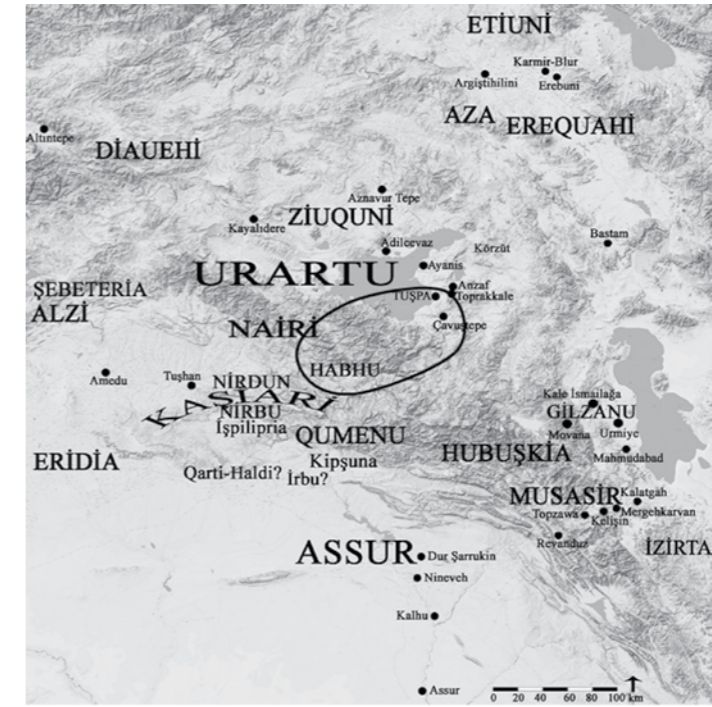 ETİUNİ
Karmir-Blur
Argiştihilini
Erebuni
AZA
EREQUAHİ
Altıntepe
DİAUEHİ
Aznavur Tepe
Kayalıdere
ZİUQUNİ
Adilcevaz
Körzüt
Bastam
URARTU
Ayanis
Anzaf
ŞEBETERİA
TUŞPA
Toprakkale
ALZİ
NAİRİ
Çavuştepe
HABHU
Amedu
Tuşhan
NİRDUN
KAŞİARİ
NİRBU
İşpilipria
Kale İsmailağa
GİLZANU
Movana
Urmiye
QUMENU
HUBUŞKİA
Mahmudabad
ERİDİA
Kipşuna
Qarti-Haldi?
İrbu?
MUSASİR
Kalatgah
Topzawa
Mergehkarvan
Kelişin
Revanduz
İZİRTA
ASSUR
Dur Şarrukin
Nineveh
Kalhu
Assur
0 20 40 60 80 100 km